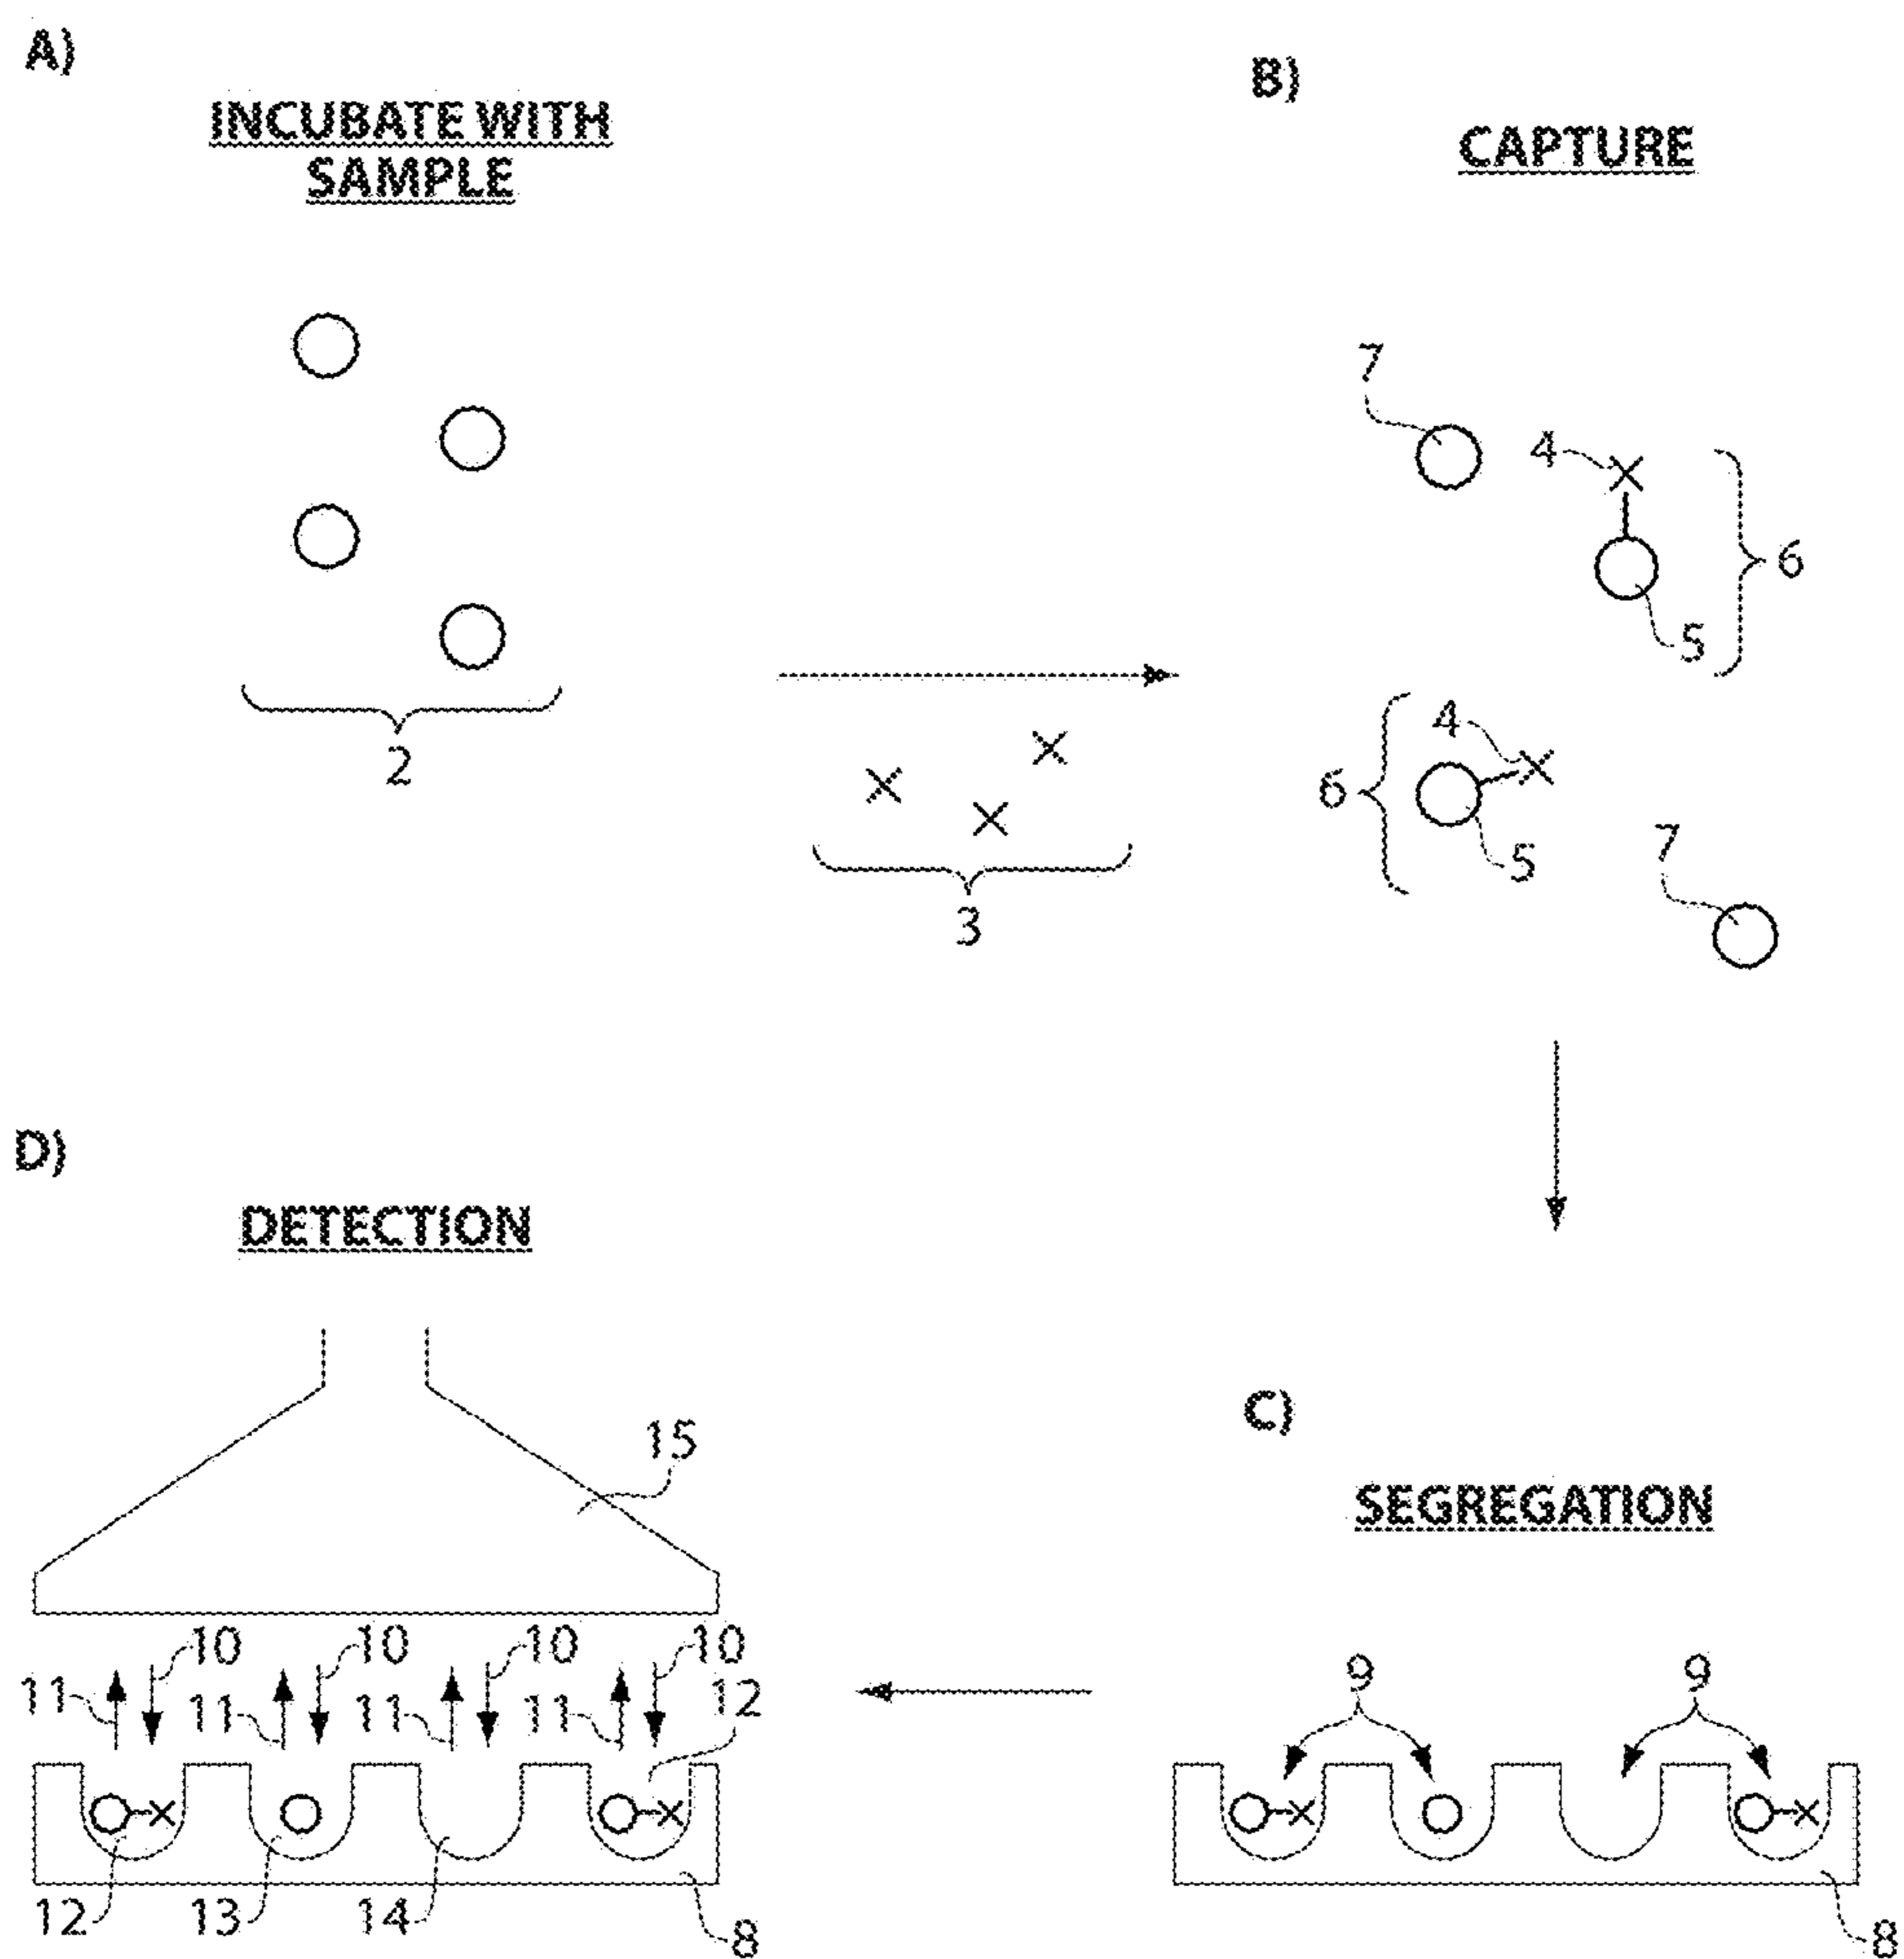 A)
INCUBATE WITH
SAMPLE
2
3
B)
CAPTURE
7
4
6
5
4
6
5
7
C)
SEGREGATION
9 9
8
D)
DETECTION
15
10 10 10 10
11 11 11 11 12
12 13 14 8